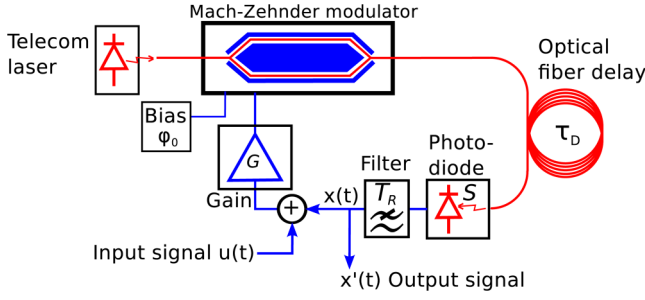 Mach-Zehnder modulator
Telecom
laser
Optical
fiber delay
Bias
φ0
G
Gain
τD
Photo-
diode
S
Filter
TR
x(t)
+
Input signal u(t)
x'(t) Output signal